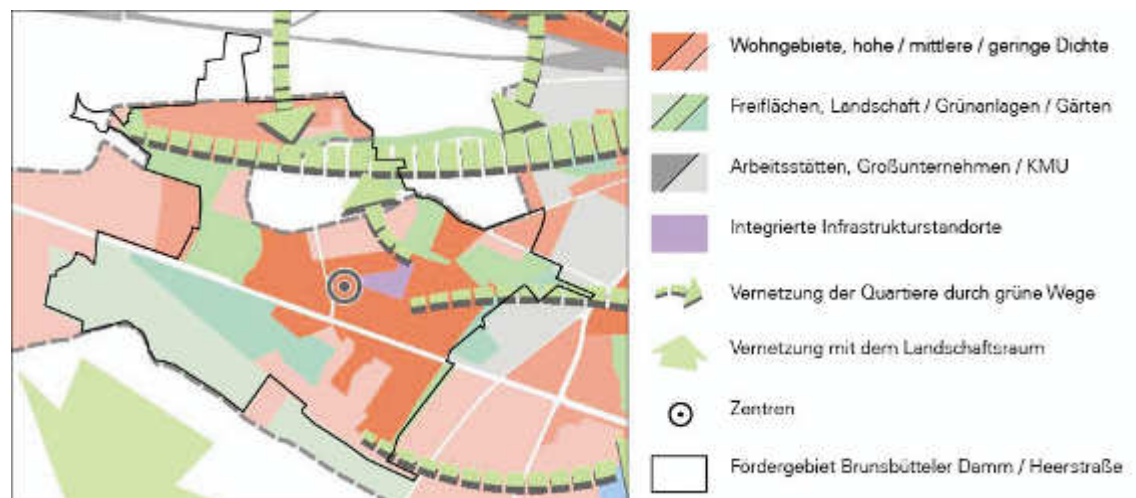 Wohngebiete, hohe / mittlere / geringe Dichte
Freiflächen, Landschaft / Grünanlagen / Gärten
Arbeitsstätten, Großunternehmen / KMU
Integrierte Infrastrukturstandorte
Vernetzung der Quartiere durch grüne Wege
Vernetzung mit dem Landschaftsraum
Zentren
Fördergebiet Brunsbütteler Damm / Heerstraße